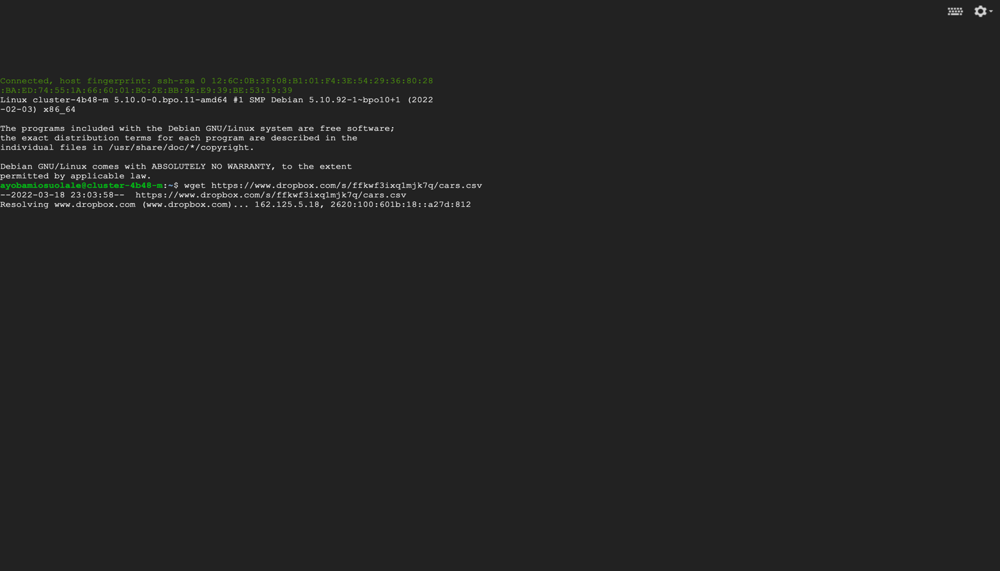 Connected, host fingerprint: ssh-rsa 0 12:6C:0B:3F:08:B1:01:F4:3E:54:29:36:80:28
:BA:ED:74:55:1A:66:60:01:BC:2E:BB:9E:E9:39:BE:53:19:39
Linux cluster-4b48-m 5.10.0-0.bpo.11-amd64 #1 SMP Debian 5.10.92-1~bpo10+1 (2022
-02-03) x86_64
The programs included with the Debian GNU/Linux system are free software;
the exact distribution terms for each program are described in the
individual files in /usr/share/doc/*/copyright.
Debian GNU/Linux comes with ABSOLUTELY NO WARRANTY, to the extent
permitted by applicable law.
ayobamiosuolale@cluster-4b48-m:~$ wget https://www.dropbox.com/s/ffkwf3ixq1mjk7q/cars.csv
--2022-03-18 23:03:58--  https://www.dropbox.com/s/ffkwf3ixq1mjk7q/cars.csv
Resolving www.dropbox.com (www.dropbox.com)... 162.125.5.18, 2620:100:601b:18::a27d:812